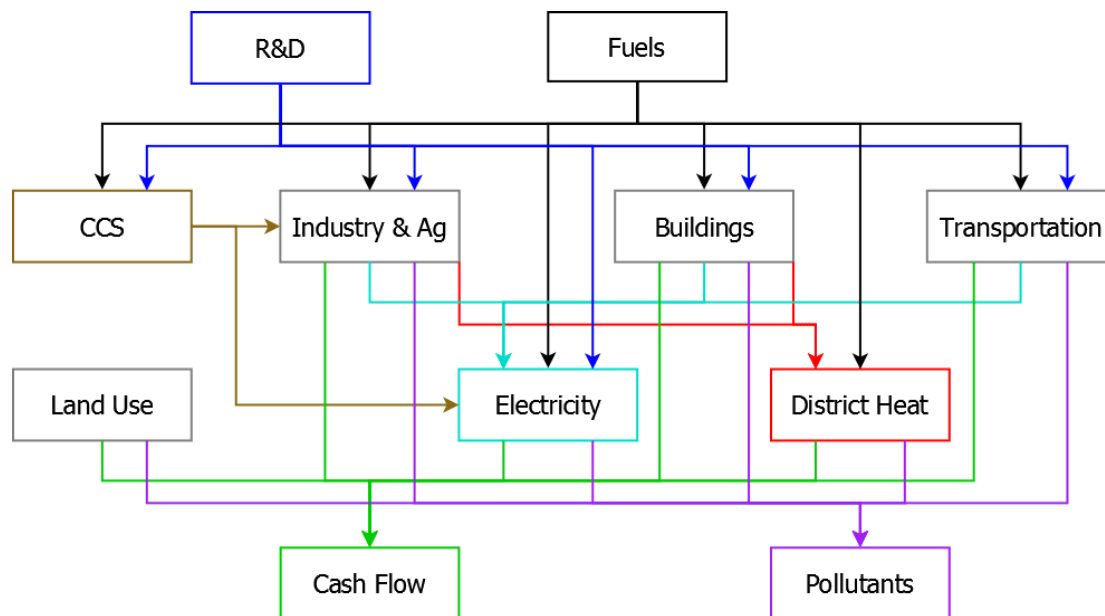 R&D
Fuels
CCS
Industry & Ag
Buildings
Transportation
Land Use
Electricity
District Heat
Cash Flow
Pollutants